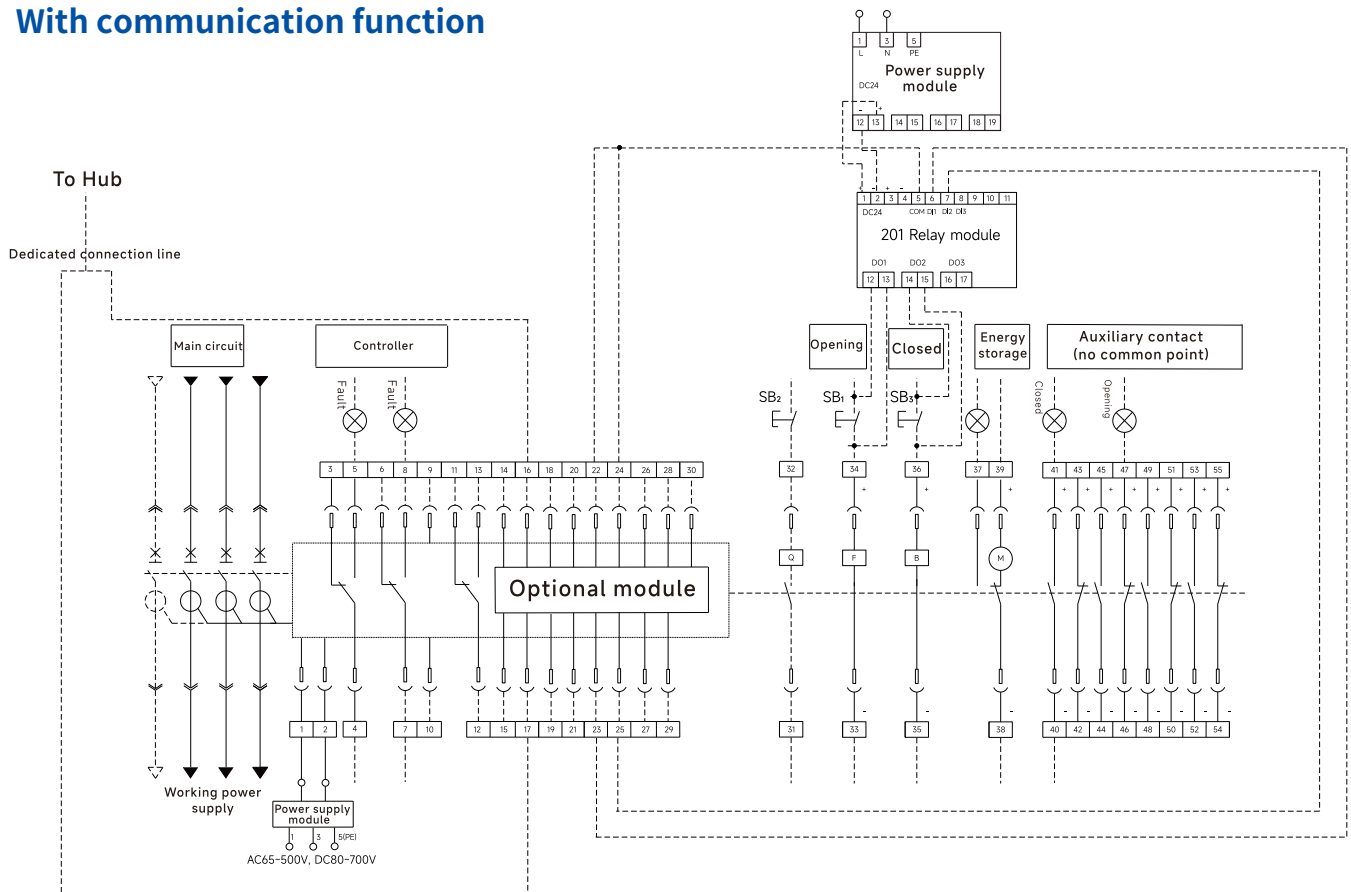 With communication function
1 3 5
L N PE
Power supply
module
DC24
- +
12 13 14 15 16 17 18 19
To Hub
Dedicated connection line
+ - + -
1 2 3 4 5 6 7 8 9 10 11
DC24 COM DI1 DI2 DI3
201 Relay module
DO1 DO2 DO3
12 13 14 15 16 17
Main circuit
Controller
Opening
Closed
Energy
storage
Auxiliary contact
(no common point)
Fault
Fault
SB2
SB1
SB3
Closed
Opening
3 5 6 8 9 11 13 14 16 18 20 22 24 26 28 30
32 34 36 37 39 41 43 45 47 49 51 53 55
+ + + + + + + + + + +
Q F B M
Optional module
- - - - - - - - - - -
1 2 4 7 10 12 15 17 19 21 23 25 27 29
31 33 35 38 40 42 44 46 48 50 52 54
Working power
supply
Power supply
module
1 3 5(PE)
AC65~500V, DC80~700V